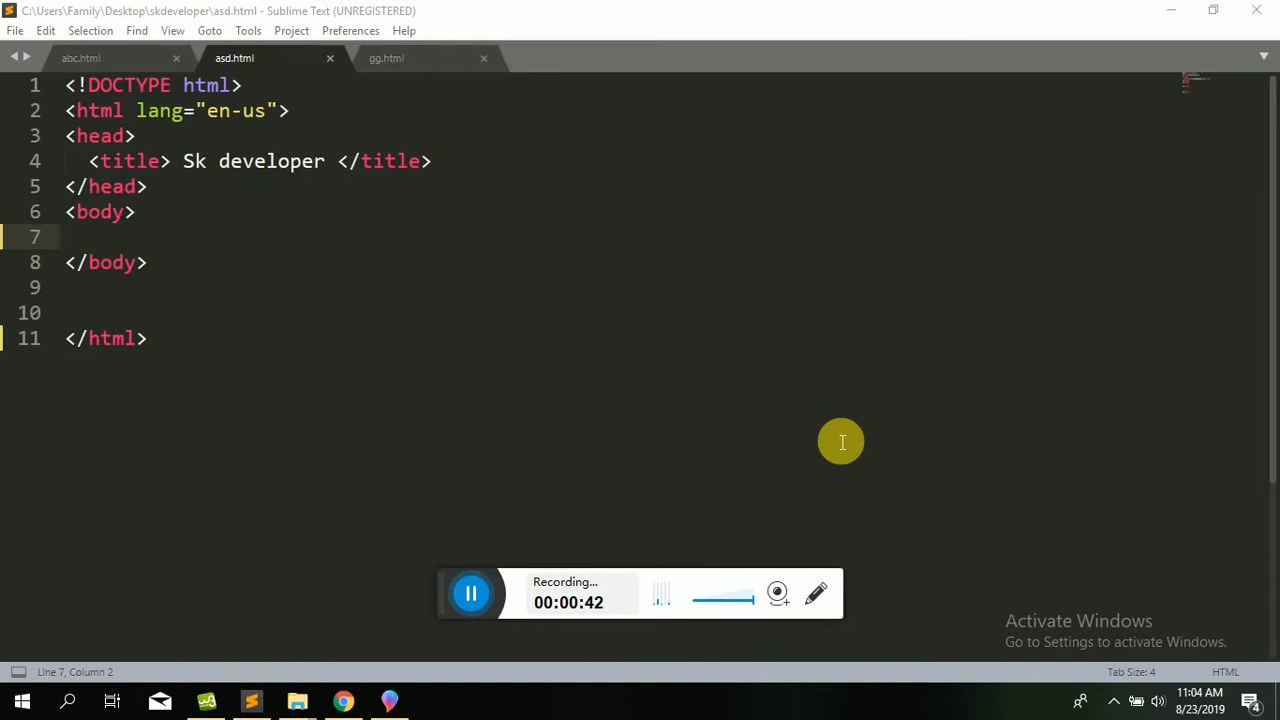 C:\Users\Family\Desktop\skdeveloper\asd.html - Sublime Text (UNREGISTERED)
File Edit Selection Find View Goto Tools Project Preferences Help
abc.html asd.html gg.html
1 <!DOCTYPE html>
2 <html lang="en-us">
3 <head>
4 <title> Sk developer </title>
5 </head>
6 <body>
7
8 </body>
9
10
11 </html>
Recording...
00:00:42
Activate Windows
Go to Settings to activate Windows.
Line 7, Column 2 Tab Size: 4 HTML
11:04 AM
8/23/2019
4